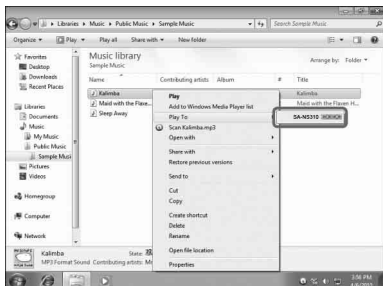 Libraries ▸ Music ▸ Public Music ▸ Sample Music
Search Sample Music
Organize Play Play all Share with New folder
Favorites
Desktop
Downloads
Recent Places
Libraries
Documents
Music
My Music
Public Music
Sample Musi
Pictures
Videos
Homegroup
Computer
Network
Music library
Sample Music
Arrange by: Folder
Name Contributing artists Album # Title
Kalimba
Maid with the Flaxe...
Sleep Away
Kalimba
Maid with the Flaxen H...
Play
Add to Windows Media Player list
Play To
Scan Kalimba.mp3
Open with
Share with
Restore previous versions
Send to
Cut
Copy
Create shortcut
Delete
Rename
Open file location
Properties
SA-NS310
Kalimba
MP3 Format Sound
State:
Contributing artists:
3:56 PM